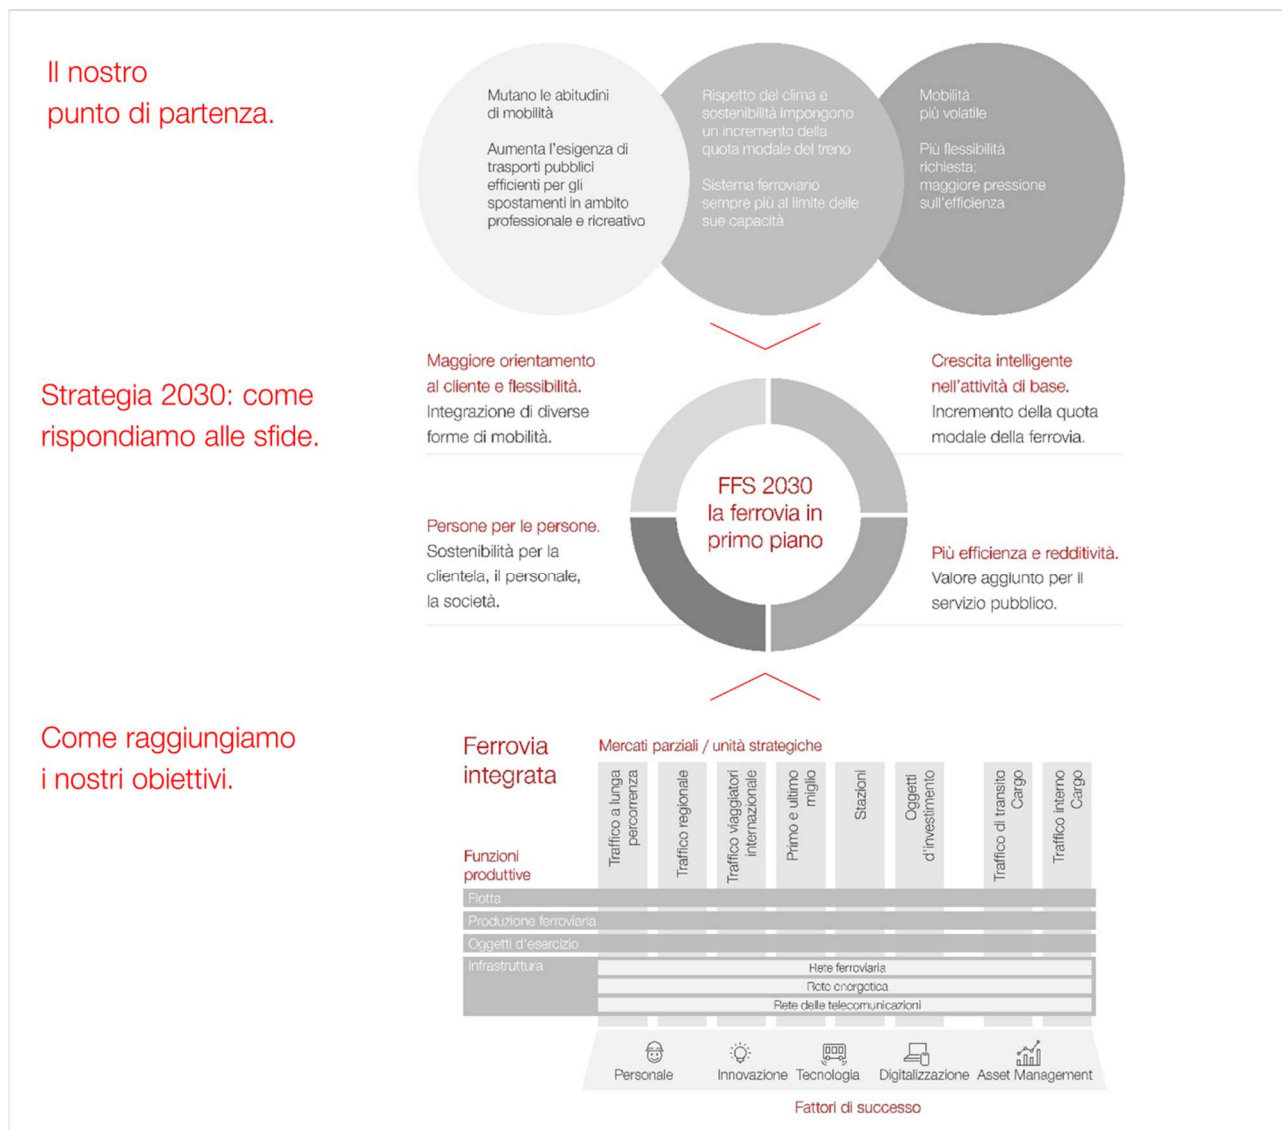 Il nostro
punto di partenza.
Mutano le abitudini
di mobilità
Aumenta l'esigenza di
trasporti pubblici
efficienti per gli
spostamenti in ambito
professionale e ricreativo
Rispetto del clima e
sostenibilità impongono
un incremento della
quota modale del treno
Sistema ferroviario
sempre più al limite delle
sue capacità
Mobilità
più volatile
Più flessibilità
richiesta:
maggiore pressione
sull'efficienza
Strategia 2030: come
rispondiamo alle sfide.
Maggiore orientamento
al cliente e flessibilità.
Integrazione di diverse
forme di mobilità.
Crescita intelligente
nell'attività di base.
Incremento della quota
modale della ferrovia.
FFS 2030
la ferrovia in
primo piano
Persone per le persone.
Sostenibilità per la
clientela, il personale,
la società.
Più efficienza e redditività.
Valore aggiunto per il
servizio pubblico.
Come raggiungiamo
i nostri obiettivi.
Ferrovia
integrata
Mercati parziali / unità strategiche
Traffico a lunga
percorrenza
Traffico regionale
Traffico viaggiatori
internazionale
Primo e ultimo
miglio
Stazioni
Oggetti
d'investimento
Traffico di transito
Cargo
Traffico interno
Cargo
Funzioni
produttive
Flotta
Produzione ferroviaria
Oggetti d'esercizio
Infrastruttura
Rete ferroviaria
Rete energetica
Rete delle telecomunicazioni
Personale
Innovazione
Tecnologia
Digitalizzazione
Asset Management
Fattori di successo